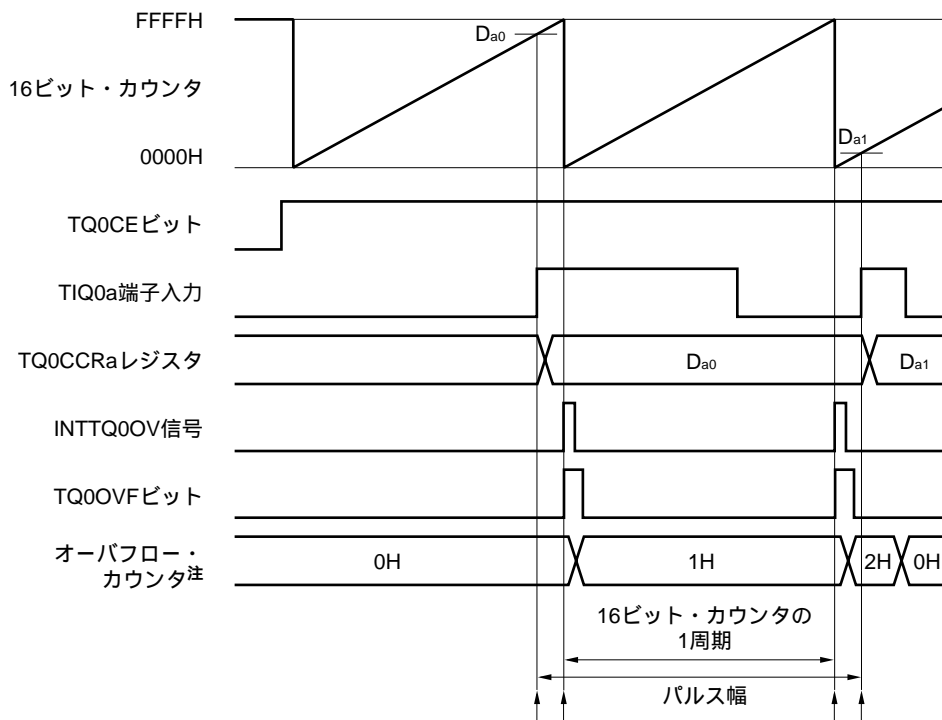 FFFFH
Da0
16ビット・カウンタ
Da1
0000H
TQ0CEビット
TIQ0a端子入力
TQ0CCRaレジスタ
Da0
Da1
INTTQ0OV信号
TQ0OVFビット
オーバフロー・
カウンタ注
0H
1H
2H
0H
16ビット・カウンタの
1周期
パルス幅